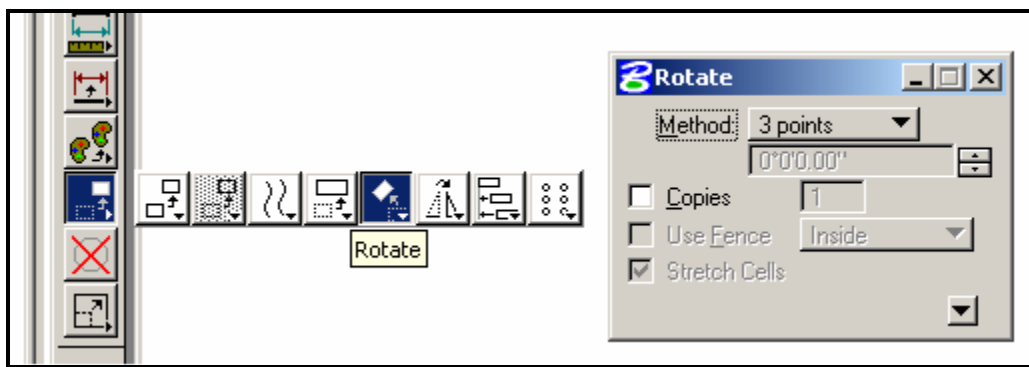 Rotate
Rotate
Method: 3 points
0°0'0.00"
Copies 1
Use Fence Inside
Stretch Cells